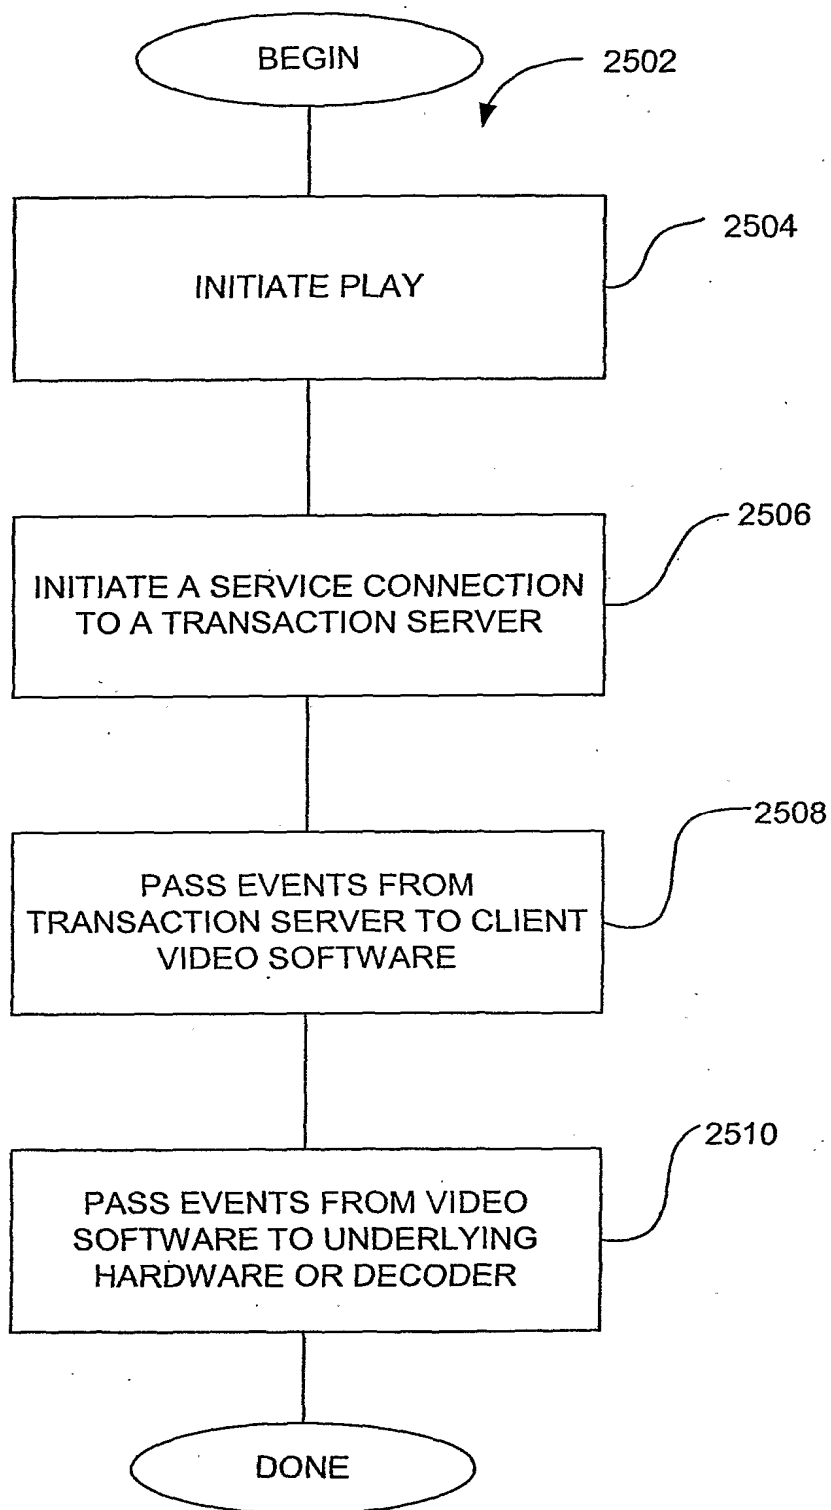 BEGIN
2502
2504
INITIATE PLAY
2506
INITIATE A SERVICE CONNECTION
TO A TRANSACTION SERVER
2508
PASS EVENTS FROM
TRANSACTION SERVER TO CLIENT
VIDEO SOFTWARE
2510
PASS EVENTS FROM VIDEO
SOFTWARE TO UNDERLYING
HARDWARE OR DECODER
DONE